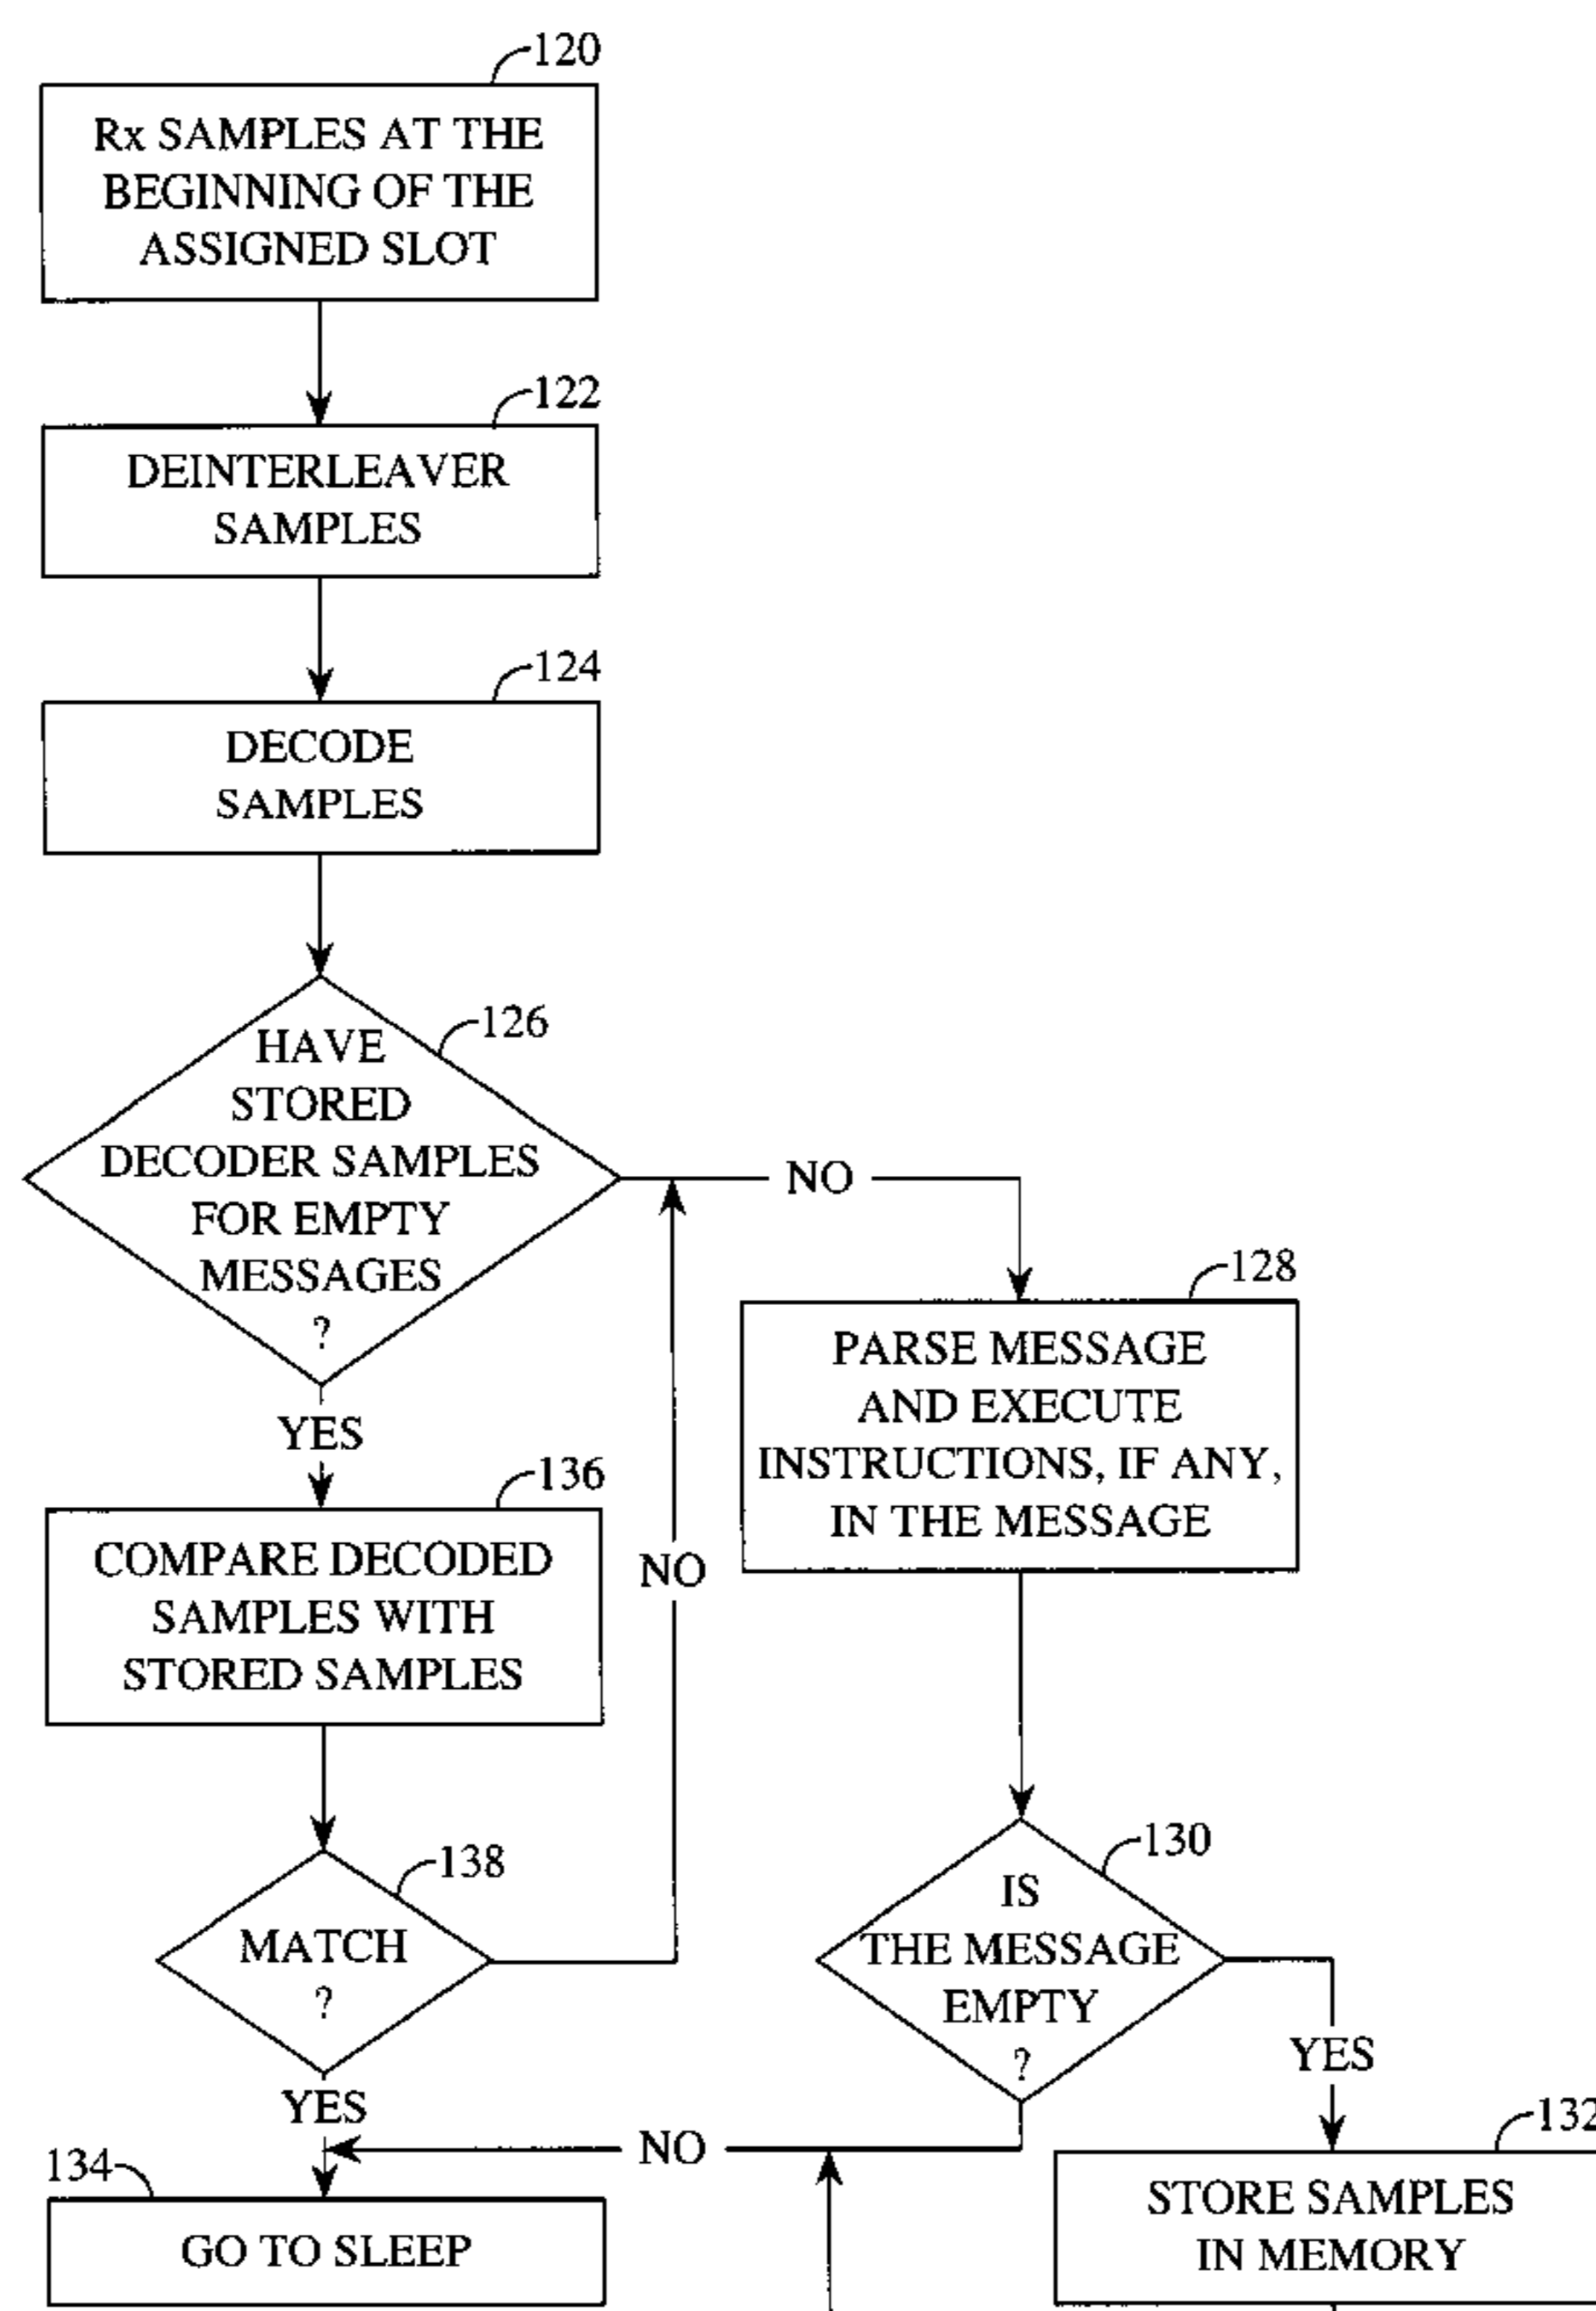 120
Rx SAMPLES AT THE
BEGINNING OF THE
ASSIGNED SLOT
122
DEINTERLEAVER
SAMPLES
124
DECODE
SAMPLES
126
HAVE
STORED
DECODER SAMPLES
FOR EMPTY
MESSAGES
?
NO
YES
128
PARSE MESSAGE
AND EXECUTE
INSTRUCTIONS, IF ANY,
IN THE MESSAGE
136
COMPARE DECODED
SAMPLES WITH
STORED SAMPLES
NO
138
MATCH
?
YES
130
IS
THE MESSAGE
EMPTY
?
YES
NO
132
STORE SAMPLES
IN MEMORY
134
GO TO SLEEP